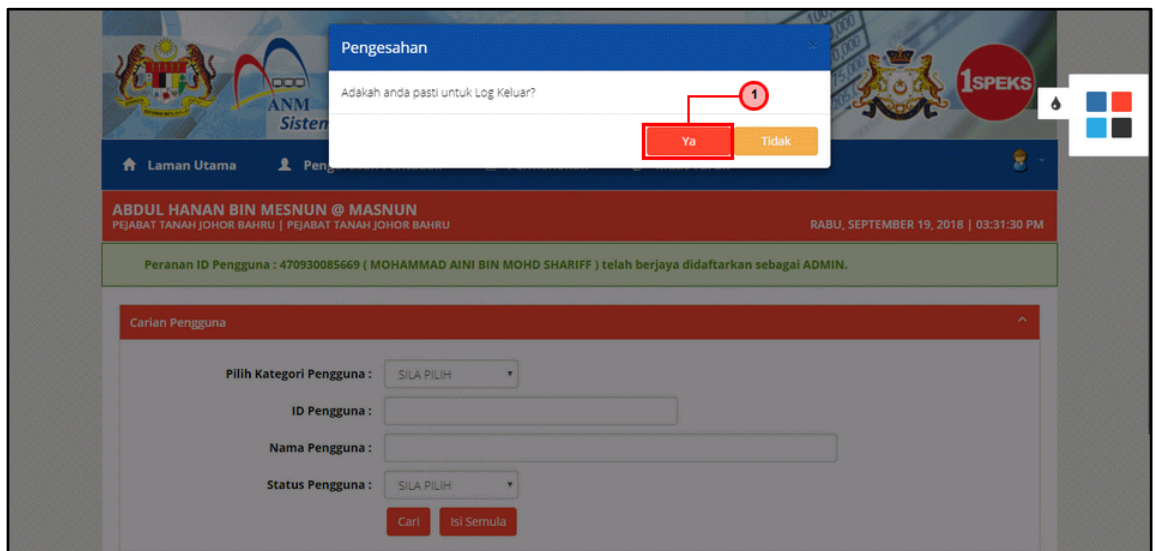 Pengesahan
×
Adakah anda pasti untuk Log Keluar?
1
Ya
Tidak
ANM
Sistem
1SPEKS
Laman Utama
ABDUL HANAN BIN MESNUN @ MASNUN
PEJABAT TANAH JOHOR BAHRU | PEJABAT TANAH JOHOR BAHRU
RABU, SEPTEMBER 19, 2018 | 03:31:30 PM
Peranan ID Pengguna : 470930085669 ( MOHAMMAD AINI BIN MOHD SHARIFF ) telah berjaya didaftarkan sebagai ADMIN.
Carian Pengguna
Pilih Kategori Pengguna :
SILA PILIH
ID Pengguna :
Nama Pengguna :
Status Pengguna :
SILA PILIH
Cari
Isi Semula